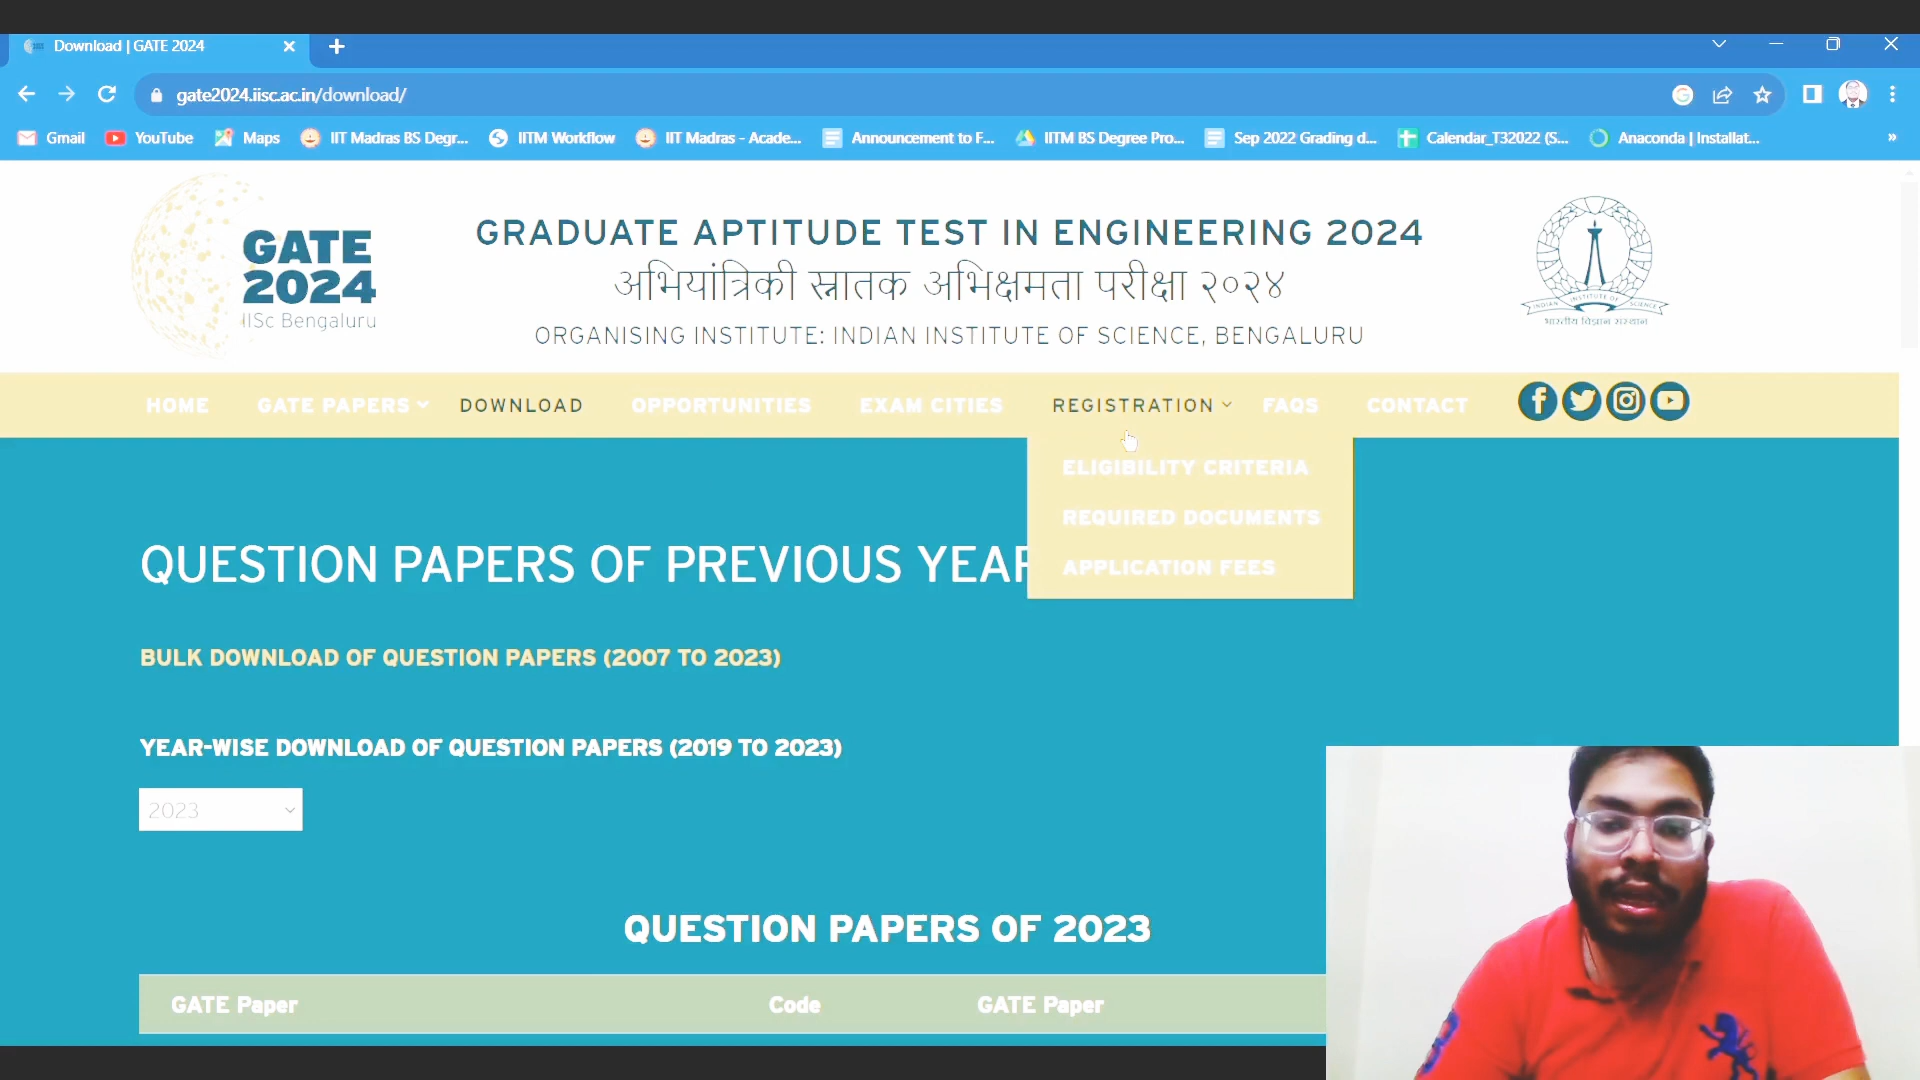 Download | GATE 2024
gate2024.iisc.ac.in/download/
Gmail YouTube Maps IIT Madras BS Degr... IITM Workflow IIT Madras - Acade... Announcement to F... IITM BS Degree Pro... Sep 2022 Grading d... Calendar_T32022 (S... Anaconda | Installat...
GATE
2024
IISc Bengaluru
GRADUATE APTITUDE TEST IN ENGINEERING 2024
अभियांत्रिकी स्नातक अभिक्षमता परीक्षा २०२४
ORGANISING INSTITUTE: INDIAN INSTITUTE OF SCIENCE, BENGALURU
INDIAN INSTITUTE OF SCIENCE
भारतीय विज्ञान संस्थान
HOME GATE PAPERS DOWNLOAD OPPORTUNITIES EXAM CITIES REGISTRATION FAQS CONTACT
ELIGIBILITY CRITERIA
REQUIRED DOCUMENTS
APPLICATION FEES
QUESTION PAPERS OF PREVIOUS YEAR
BULK DOWNLOAD OF QUESTION PAPERS (2007 TO 2023)
YEAR-WISE DOWNLOAD OF QUESTION PAPERS (2019 TO 2023)
2023
QUESTION PAPERS OF 2023
GATE Paper Code GATE Paper